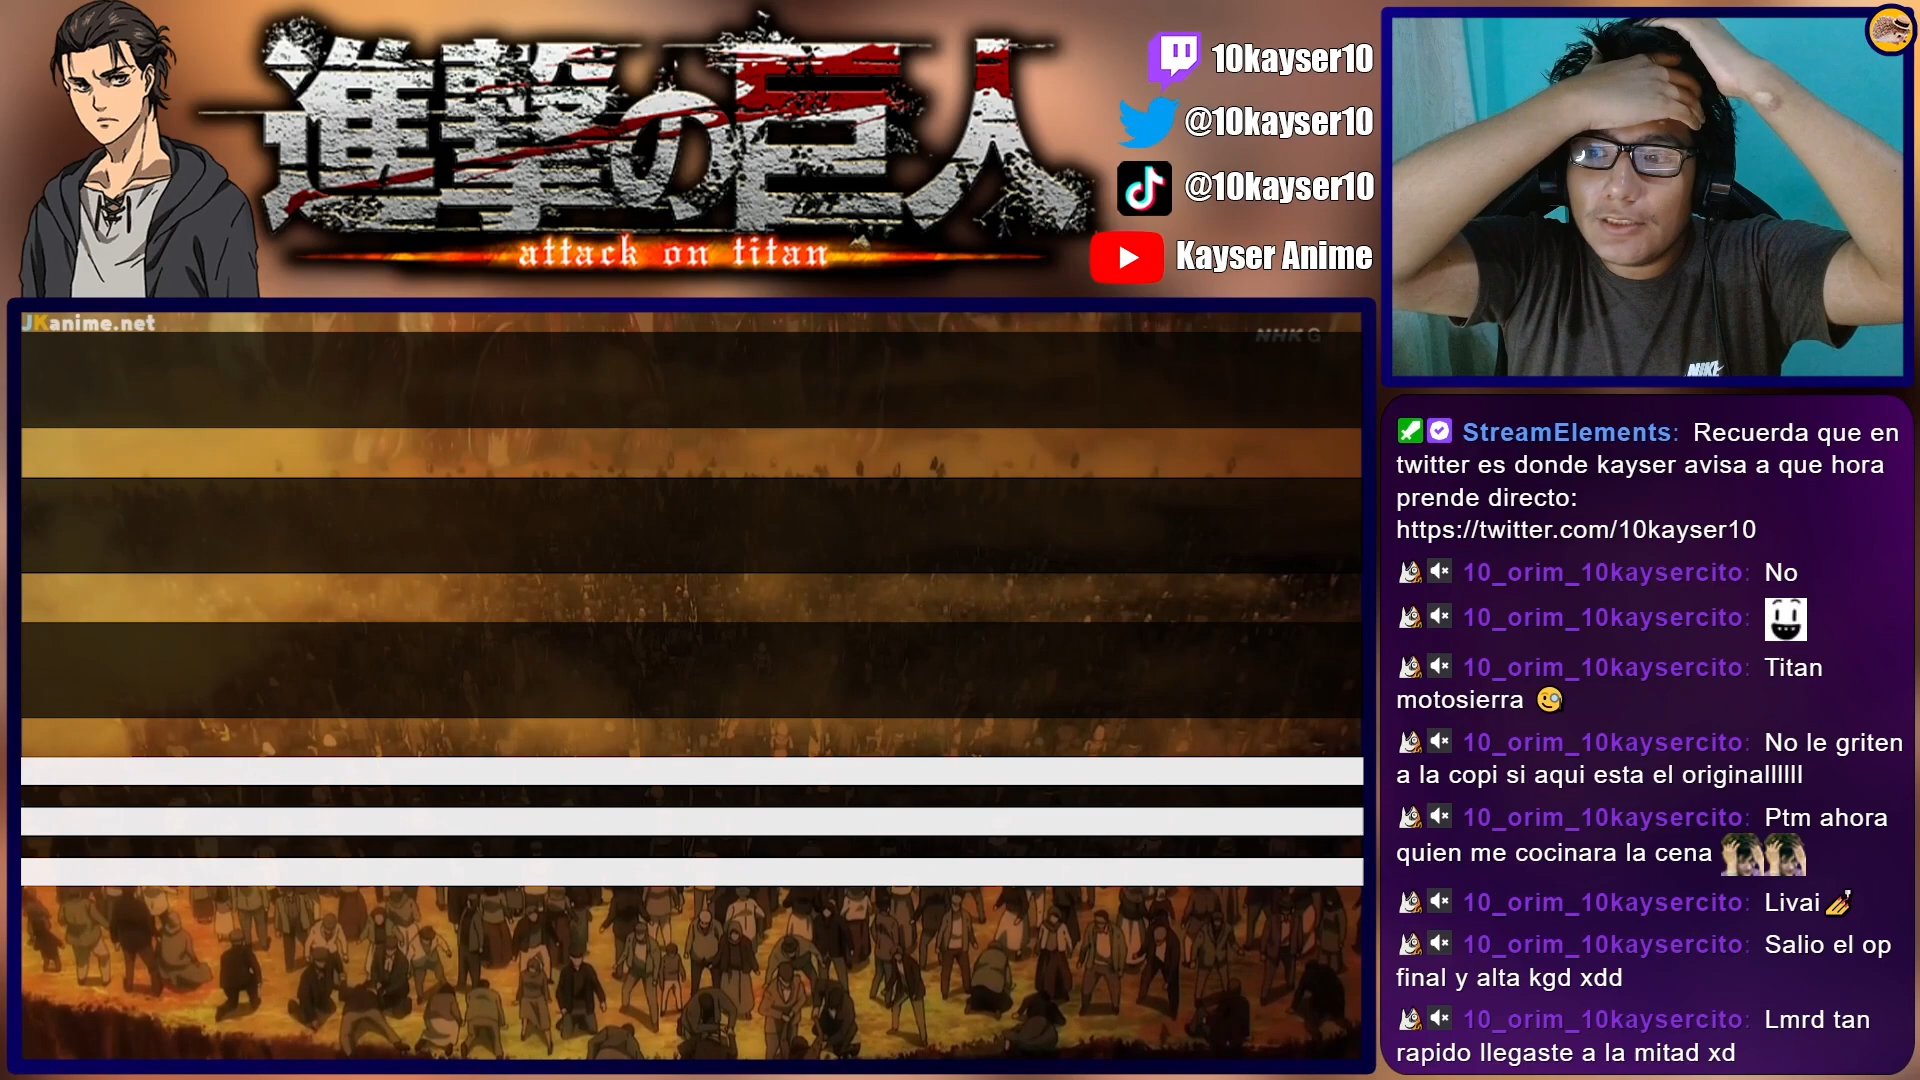 進撃の巨人
attack on titan
10kayser10
@10kayser10
@10kayser10
Kayser Anime
JKanime.net
NHK G
NIKE
StreamElements: Recuerda que en
twitter es donde kayser avisa a que hora
prende directo:
https://twitter.com/10kayser10
10_orim_10kaysercito: No
10_orim_10kaysercito:
10_orim_10kaysercito: Titan
motosierra 🧐
10_orim_10kaysercito: No le griten
a la copi si aqui esta el originallllll
10_orim_10kaysercito: Ptm ahora
quien me cocinara la cena
10_orim_10kaysercito: Livai💅
10_orim_10kaysercito: Salio el op
final y alta kgd xdd
10_orim_10kaysercito: Lmrd tan
rapido llegaste a la mitad xd